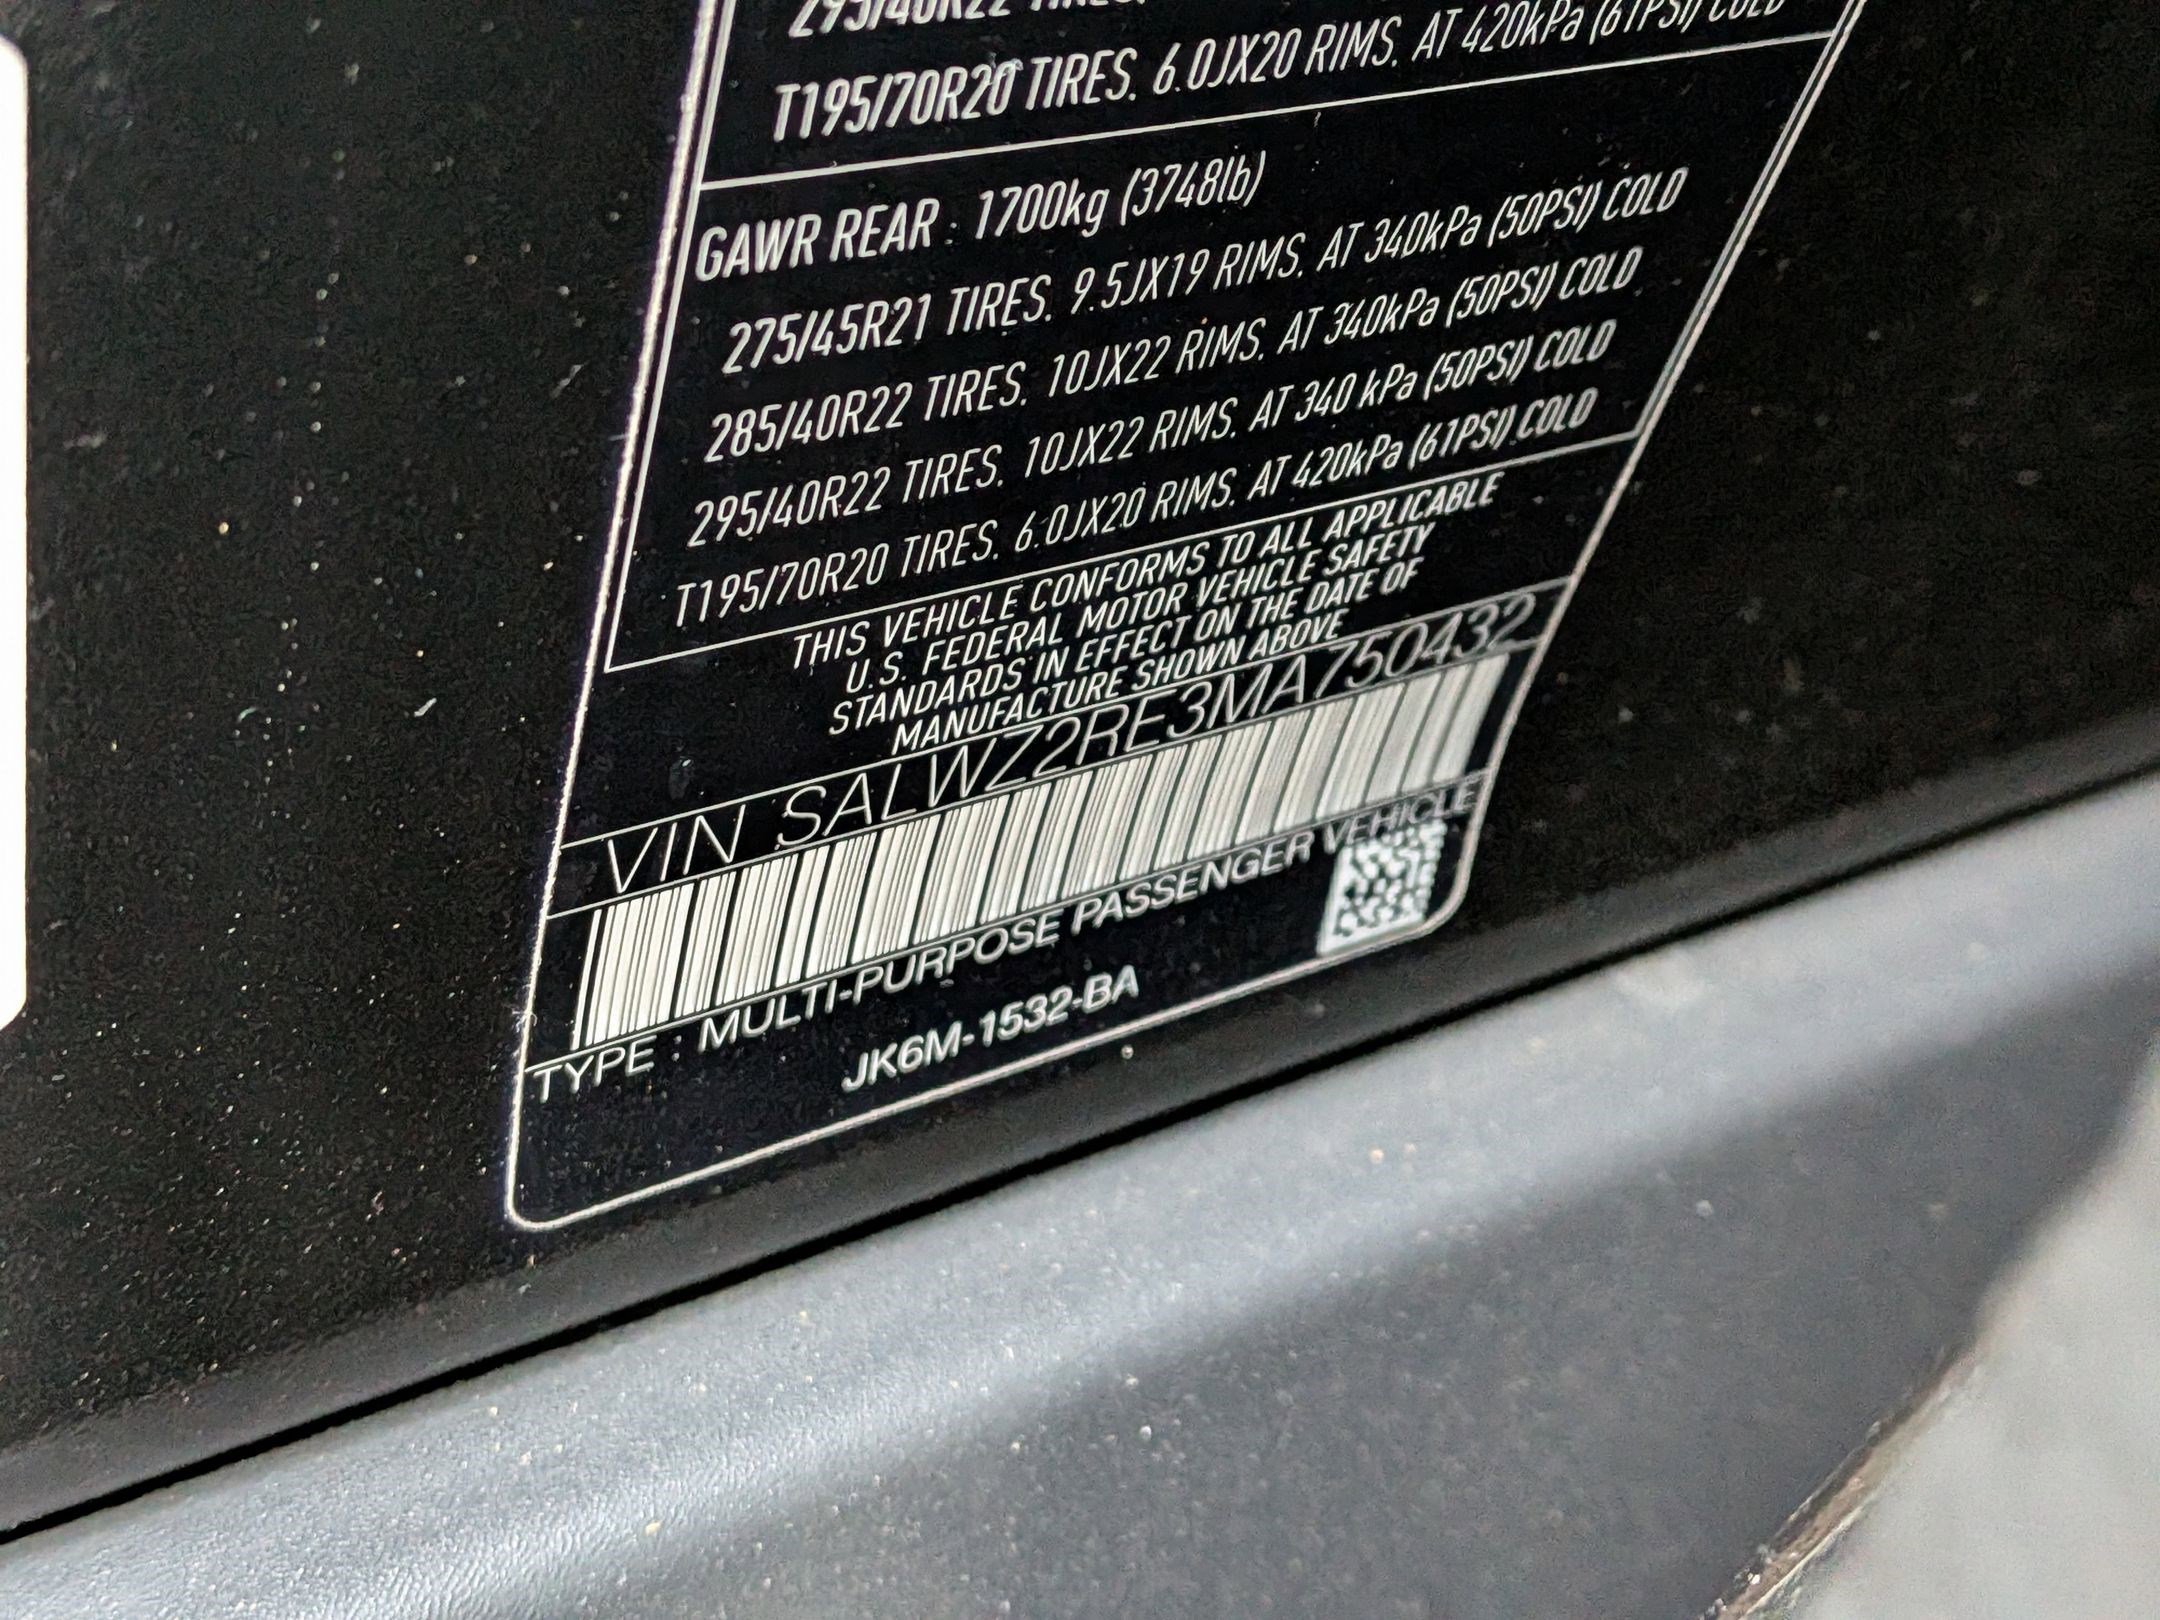 295/40R22 TIRES.
T195/70R20 TIRES. 6.0JX20 RIMS. AT 420kPa (61PSI) COLD
GAWR REAR : 1700kg (3748lb)
275/45R21 TIRES. 9.5JX19 RIMS. AT 340kPa (50PSI) COLD
285/40R22 TIRES. 10JX22 RIMS. AT 340kPa (50PSI) COLD
295/40R22 TIRES. 10JX22 RIMS. AT 340 kPa (50PSI) COLD
T195/70R20 TIRES. 6.0JX20 RIMS. AT 420kPa (61PSI) COLD
THIS VEHICLE CONFORMS TO ALL APPLICABLE
U.S. FEDERAL MOTOR VEHICLE SAFETY
STANDARDS IN EFFECT ON THE DATE OF
MANUFACTURE SHOWN ABOVE
VIN SALWZ2RE3MA750432
TYPE : MULTI-PURPOSE PASSENGER VEHICLE
JK6M-1532-BA